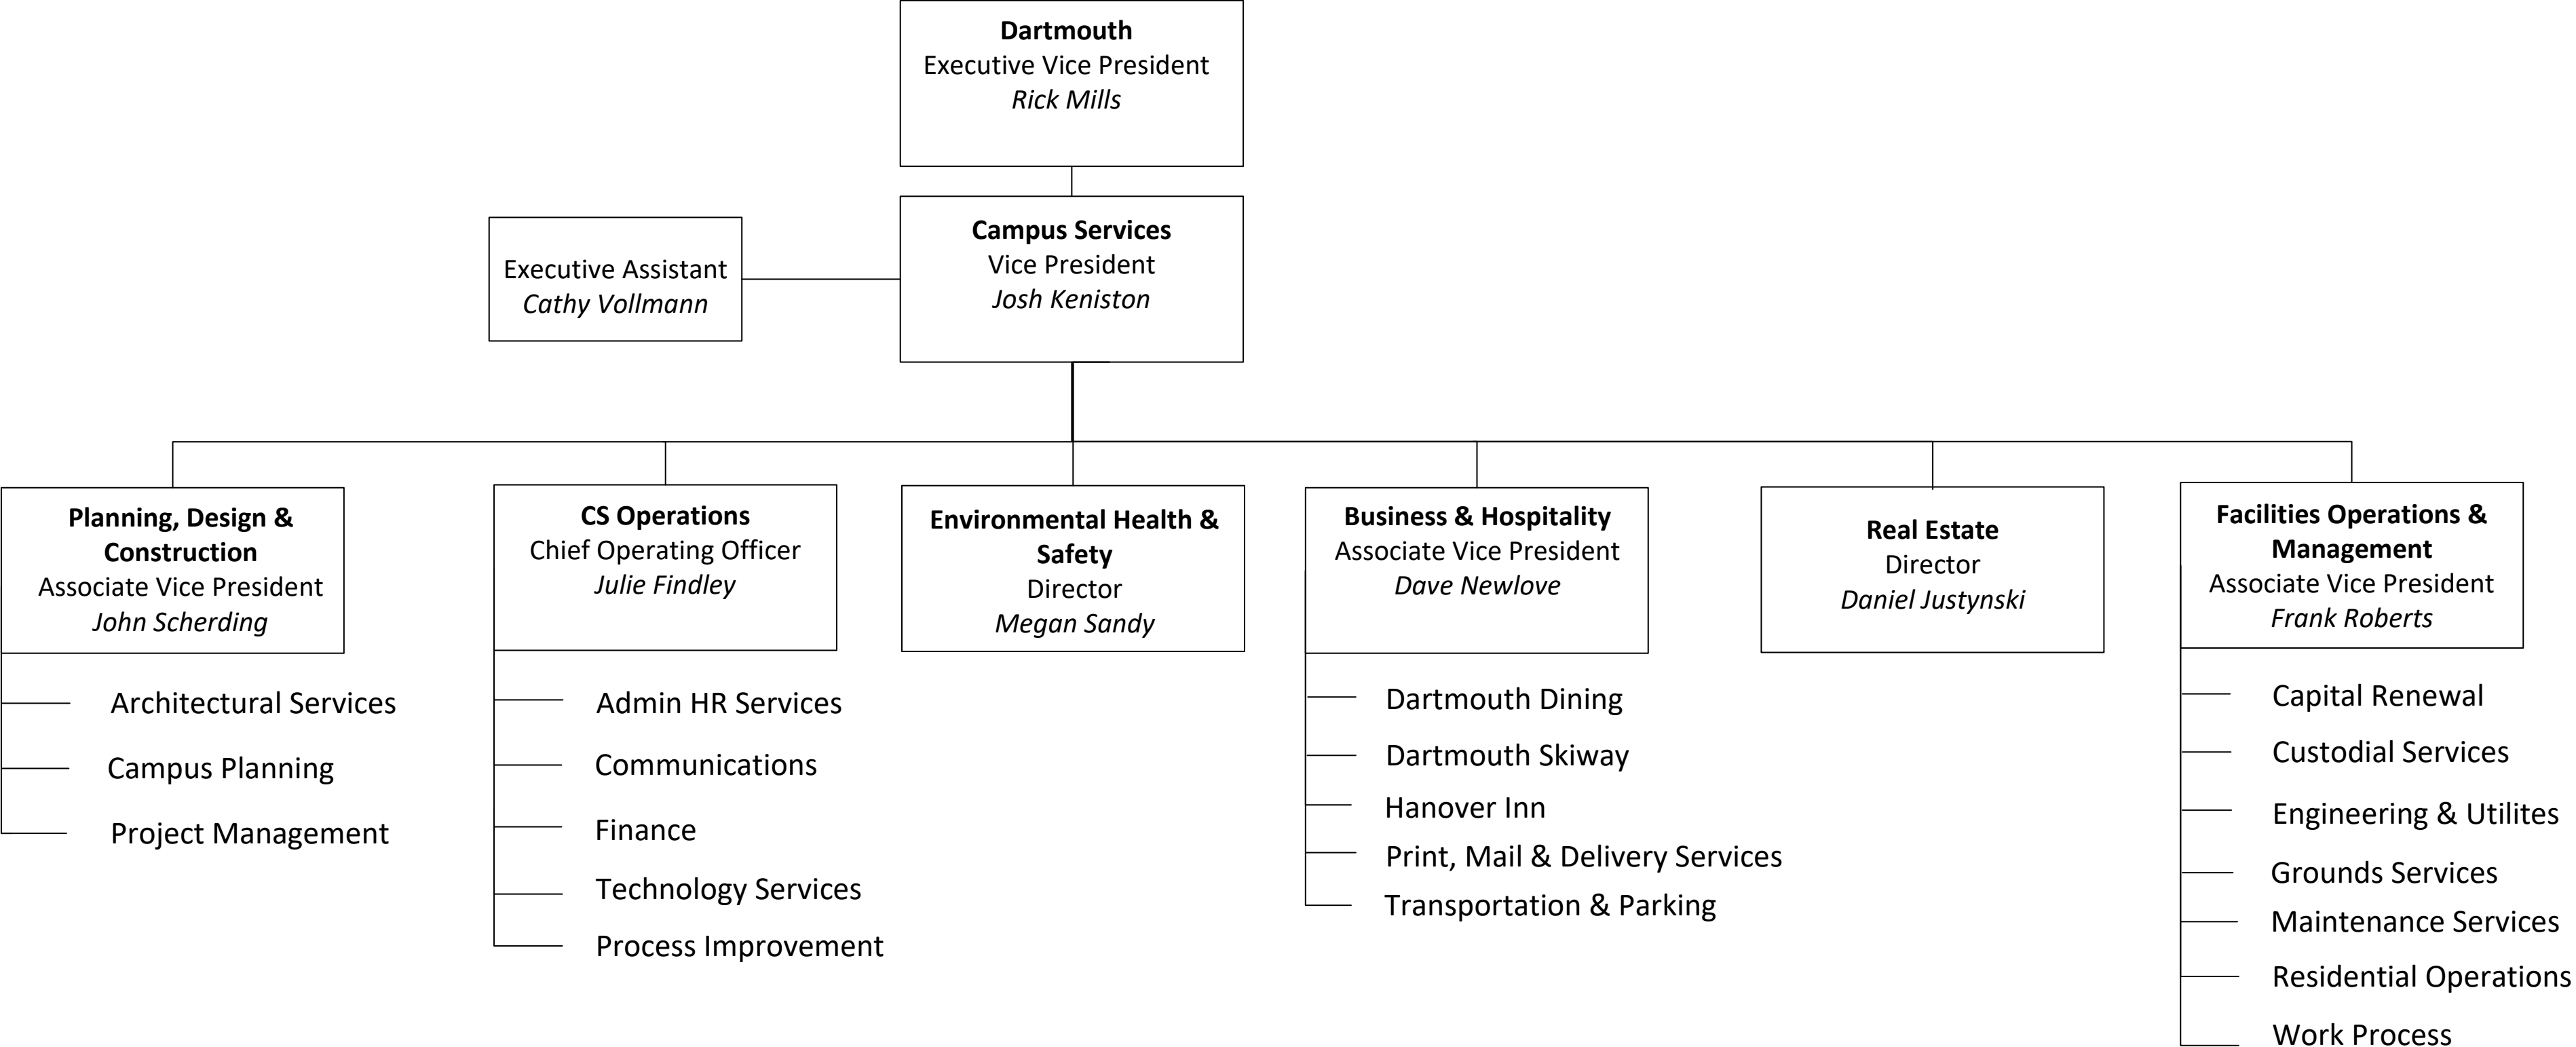 Dartmouth
Executive Vice President
Rick Mills
Campus Services
Vice President
Josh Keniston
Executive Assistant
Cathy Vollmann
Planning, Design &
Construction
Associate Vice President
John Scherding
Architectural Services
Campus Planning
Project Management
CS Operations
Chief Operating Officer
Julie Findley
Admin HR Services
Communications
Finance
Technology Services
Process Improvement
Environmental Health &
Safety
Director
Megan Sandy
Business & Hospitality
Associate Vice President
Dave Newlove
Dartmouth Dining
Dartmouth Skiway
Hanover Inn
Print, Mail & Delivery Services
Transportation & Parking
Real Estate
Director
Daniel Justynski
Facilities Operations &
Management
Associate Vice President
Frank Roberts
Capital Renewal
Custodial Services
Engineering & Utilites
Grounds Services
Maintenance Services
Residential Operations
Work Process